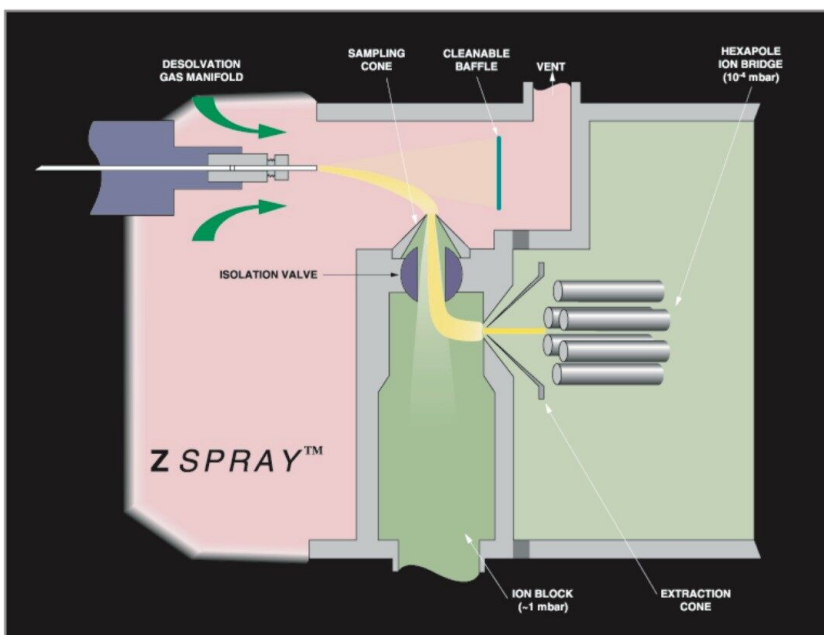 DESOLVATION
GAS MANIFOLD
SAMPLING
CONE
CLEANABLE
BAFFLE
VENT
HEXAPOLE
ION BRIDGE
(10⁻⁴ mbar)
ISOLATION VALVE
Z SPRAY™
ION BLOCK
(~1 mbar)
EXTRACTION
CONE